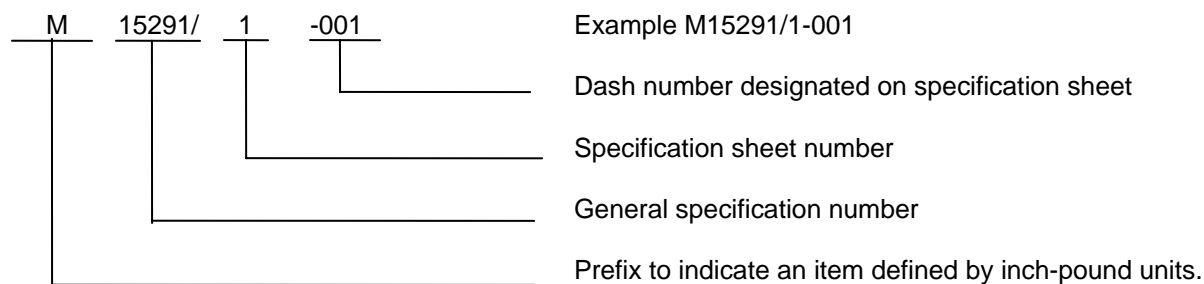 M 15291/ 1 -001 Example M15291/1-001
Dash number designated on specification sheet
Specification sheet number
General specification number
Prefix to indicate an item defined by inch-pound units.